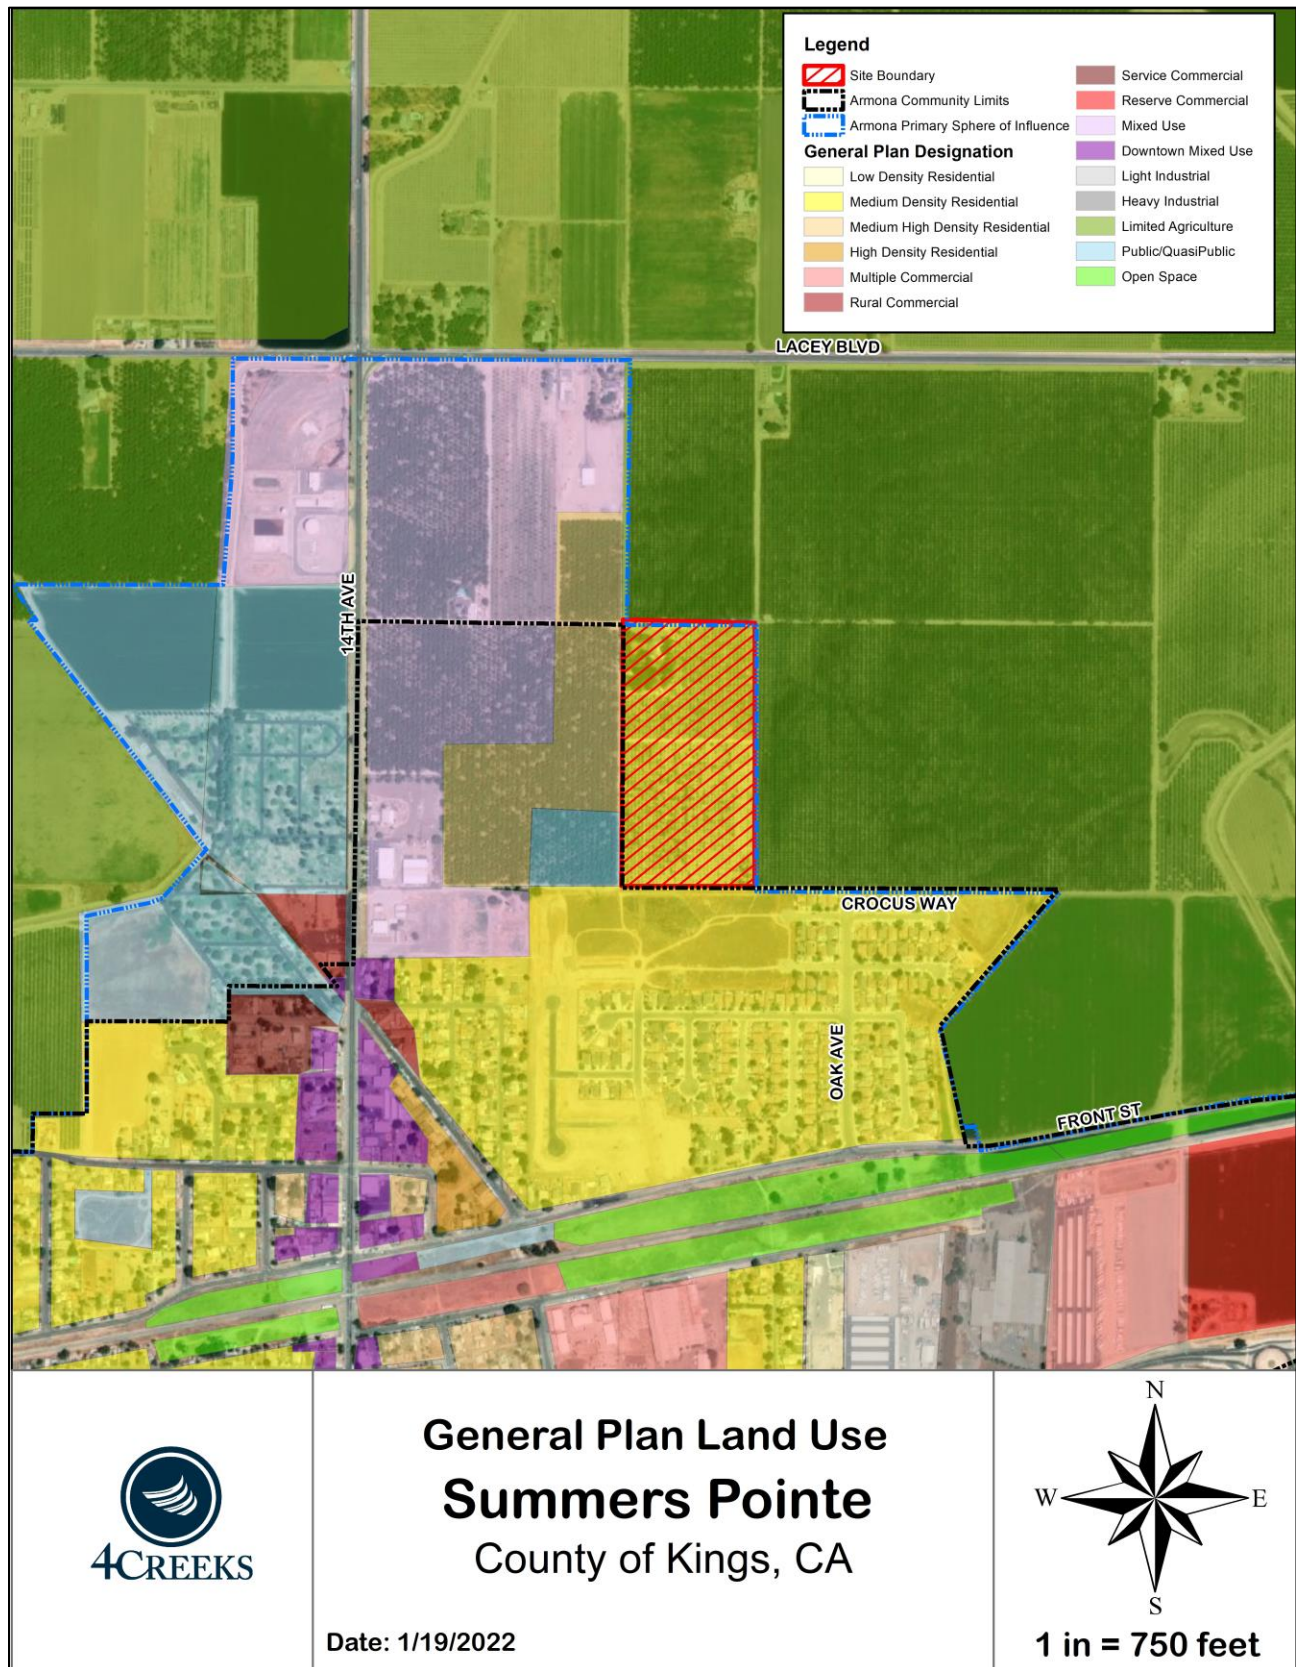 Legend
Site Boundary
Armona Community Limits
Armona Primary Sphere of Influence
General Plan Designation
Low Density Residential
Medium Density Residential
Medium High Density Residential
High Density Residential
Multiple Commercial
Rural Commercial
Service Commercial
Reserve Commercial
Mixed Use
Downtown Mixed Use
Light Industrial
Heavy Industrial
Limited Agriculture
Public/QuasiPublic
Open Space
LACEY BLVD
14TH AVE
CROCUS WAY
OAK AVE
FRONT ST
4CREEKS
General Plan Land Use
Summers Pointe
County of Kings, CA
Date: 1/19/2022
N
W
E
S
1 in = 750 feet